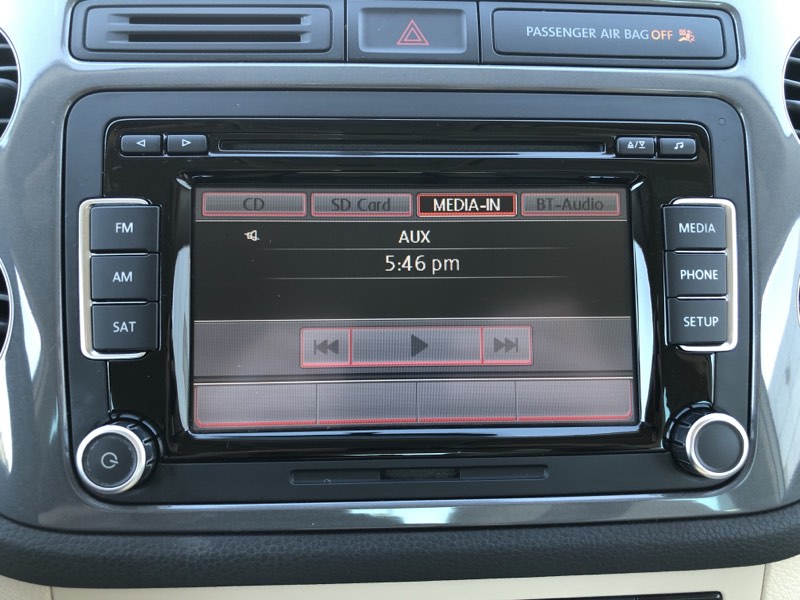 PASSENGER AIR BAG OFF
CD SD Card MEDIA-IN BT-Audio
FM
AM
SAT
AUX
5:46 pm
MEDIA
PHONE
SETUP